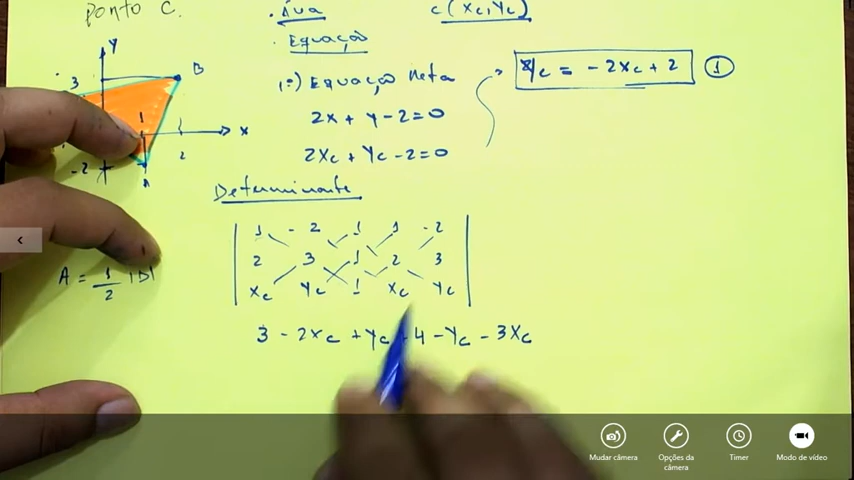 ponto C.
. Área
C(Xc, Yc)
. Equação
1º) Equação Reta
2x + y - 2 = 0
2Xc + Yc - 2 = 0
Yc = - 2Xc + 2 1
Y
B
3
1
X
2
-2
A
Determinante
1 - 2 1 1 - 2
2 3 1 2 3
Xc Yc 1 Xc Yc
A = 1/2 |D|
3 - 2Xc + Yc 4 - Yc - 3Xc
Mudar câmera
Opções da câmera
Timer
Modo de vídeo